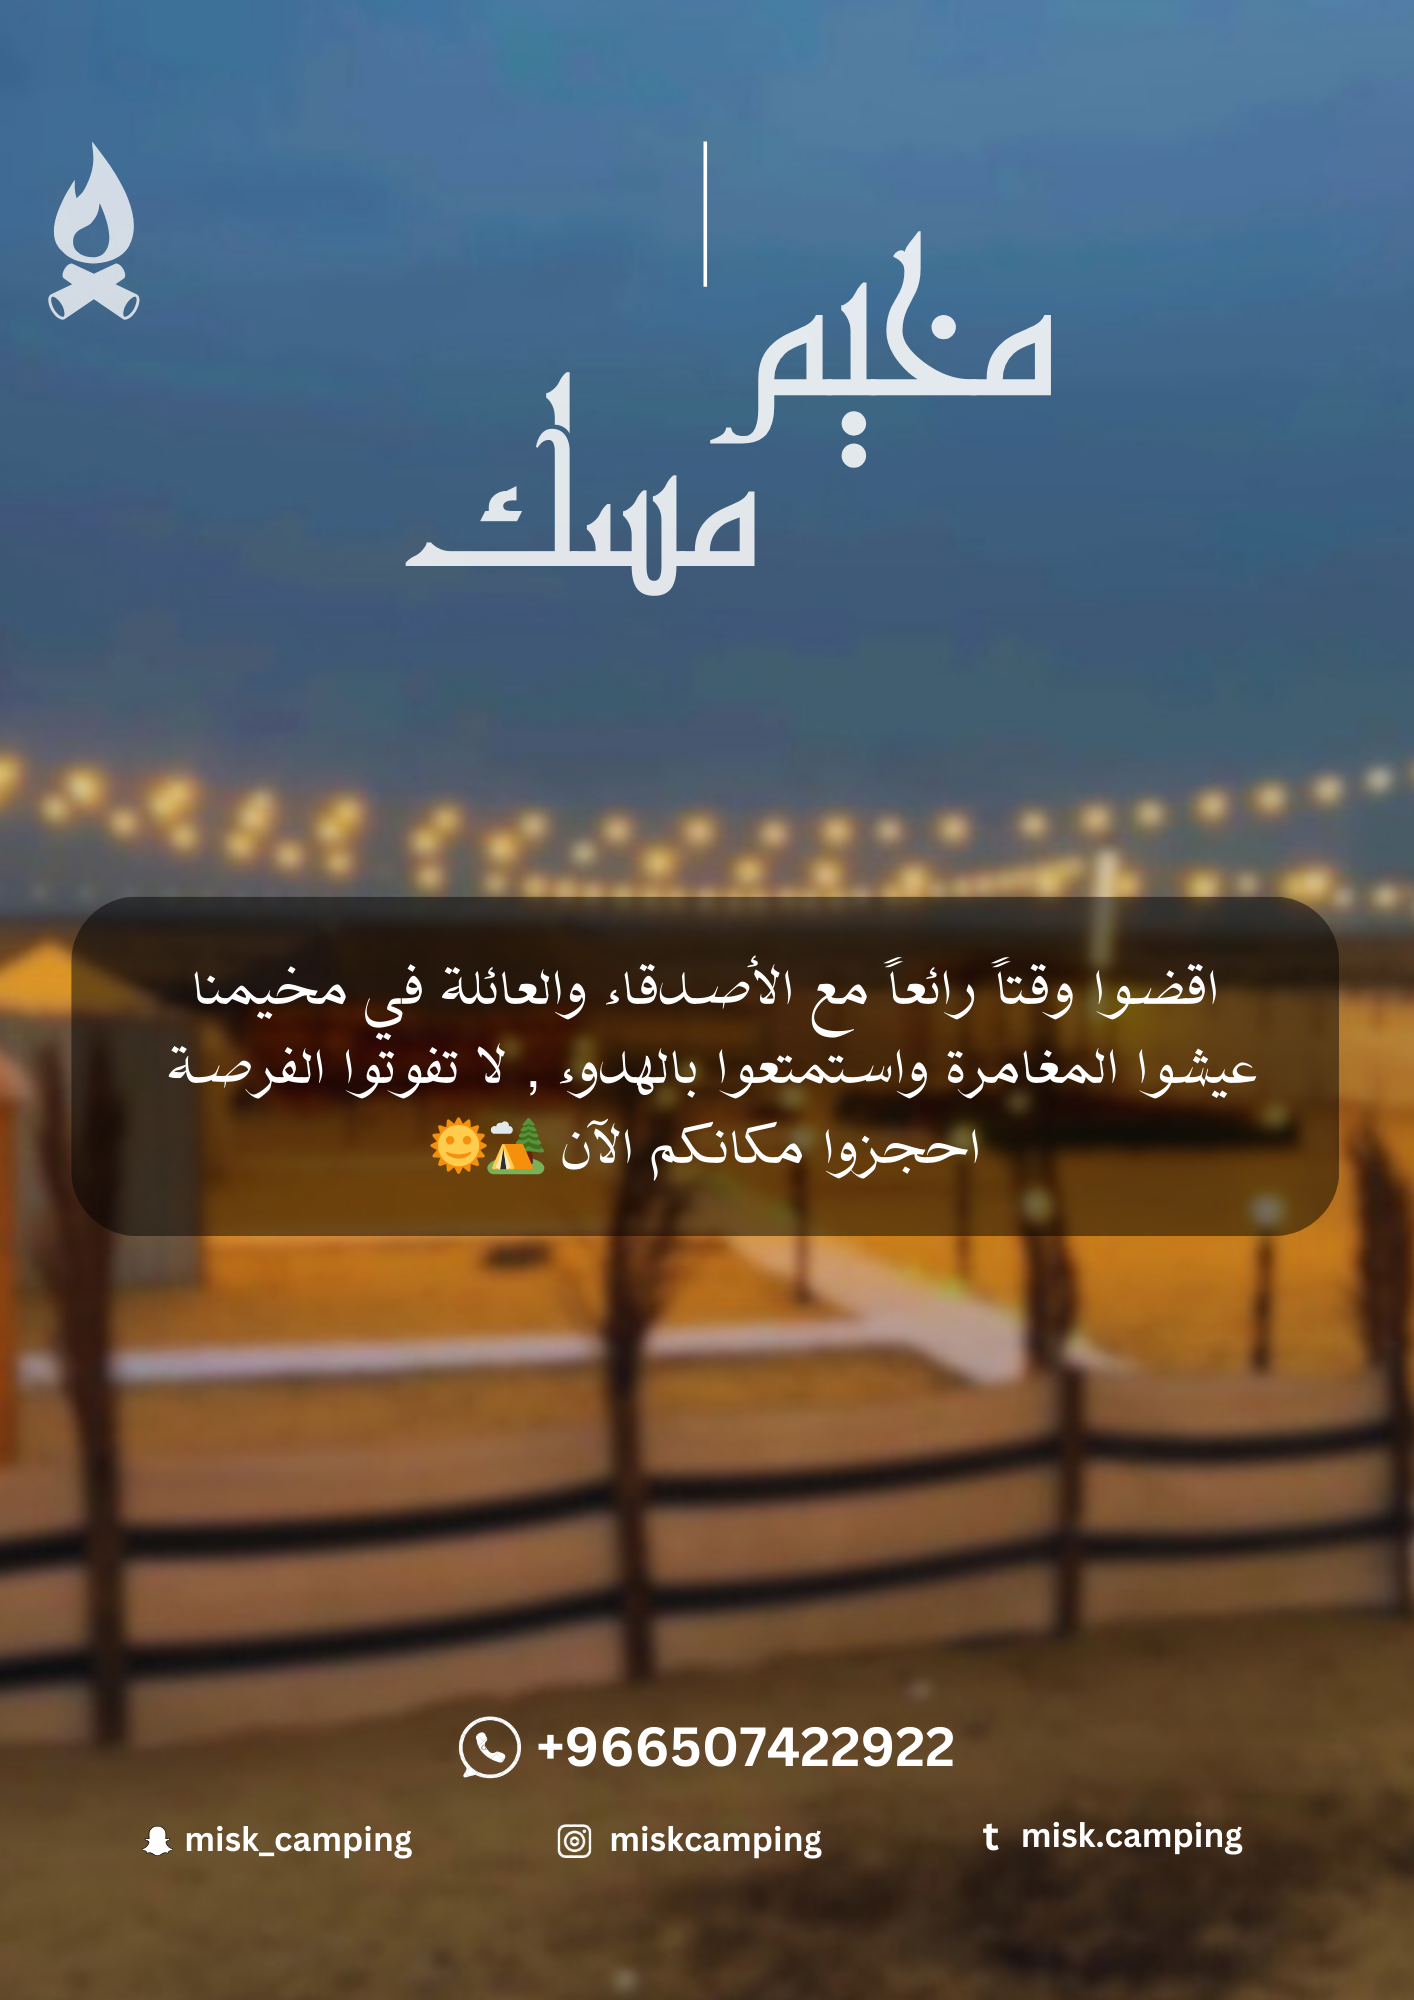 مخيم
مسك
اقضوا وقتاً رائعاً مع الأصدقاء والعائلة في مخيمنا
عيشوا المغامرة واستمتعوا بالهدوء , لا تفوتوا الفرصة
احجزوا مكانكم الآن 🏕️🌞
+966507422922
misk_camping
miskcamping
t misk.camping